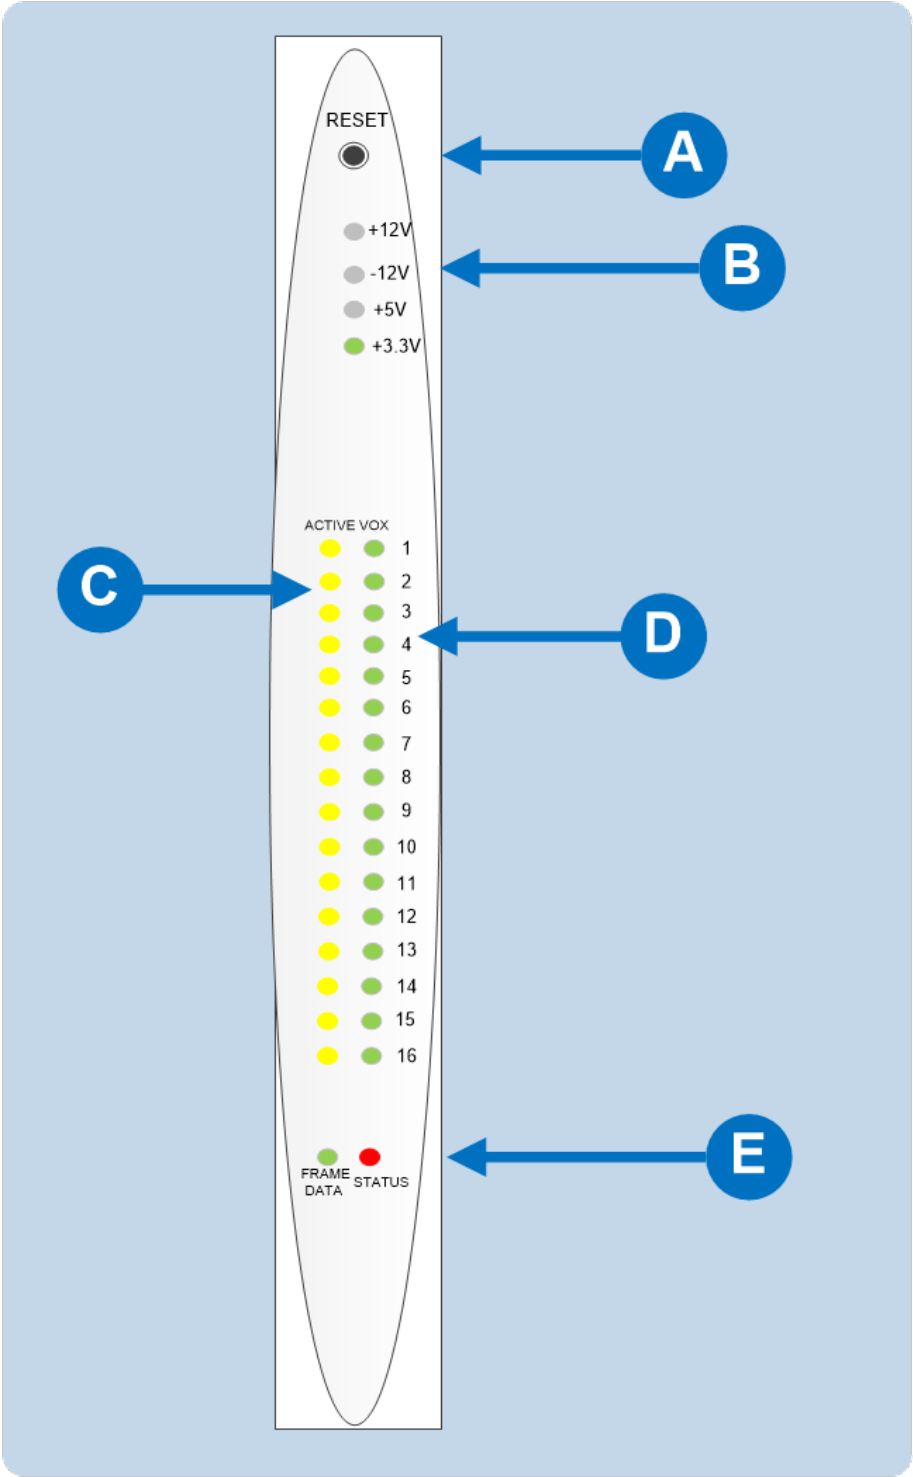 RESET
A
+12V
B
-12V
+5V
+3.3V
ACTIVE VOX
1
C
2
3
D
4
5
6
7
8
9
10
11
12
13
14
15
16
E
FRAME
DATA
STATUS